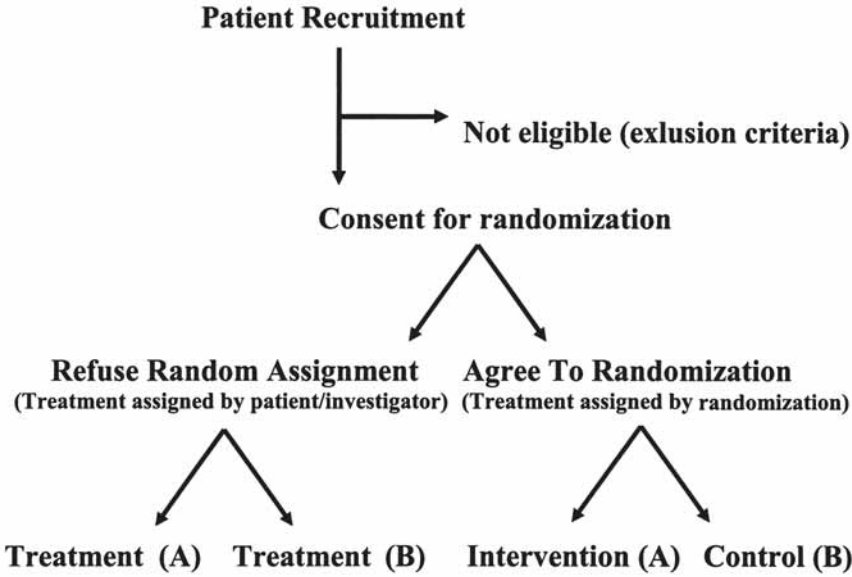 Patient Recruitment
Not eligible (exlusion criteria)
Consent for randomization
Refuse Random Assignment
(Treatment assigned by patient/investigator)
Agree To Randomization
(Treatment assigned by randomization)
Treatment (A)
Treatment (B)
Intervention (A)
Control (B)